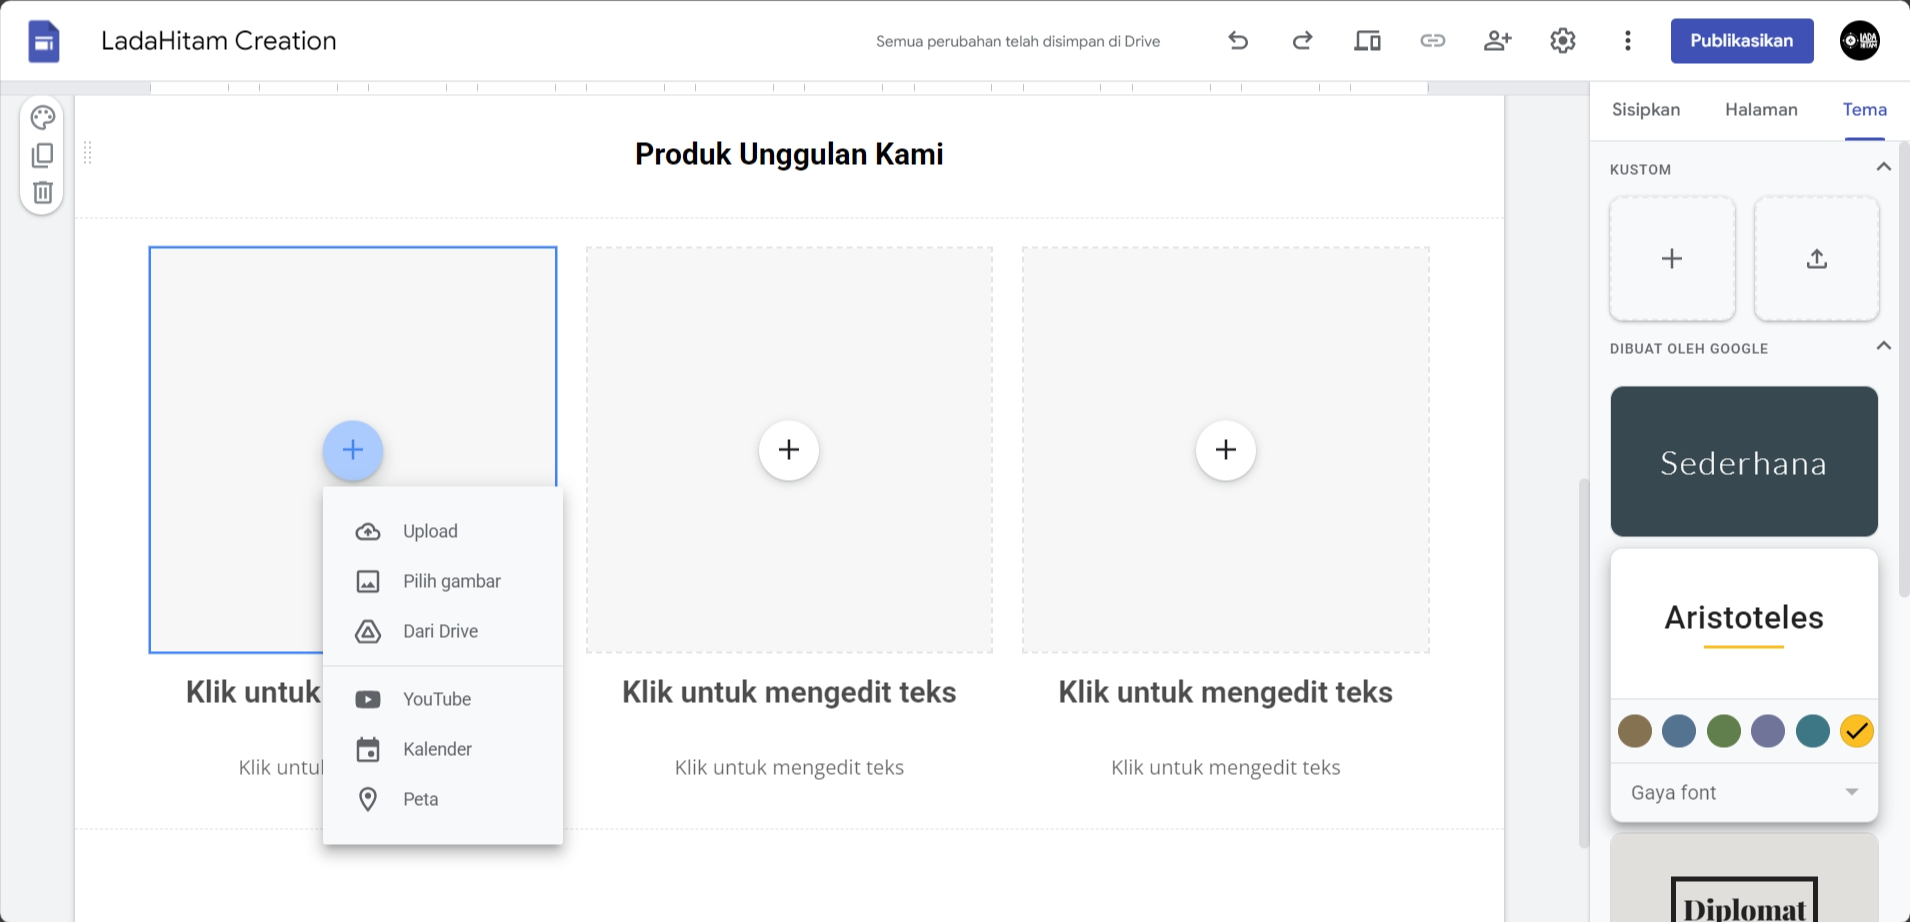 LadaHitam Creation
Semua perubahan telah disimpan di Drive
Publikasikan
LADA
HITAM
Sisipkan
Halaman
Tema
Produk Unggulan Kami
KUSTOM
DIBUAT OLEH GOOGLE
Sederhana
Upload
Pilih gambar
Dari Drive
YouTube
Kalender
Peta
Klik untuk
Klik untuk mengedit teks
Klik untuk mengedit teks
Klik untuk mengedit teks
Klik untuk mengedit teks
Aristoteles
Gaya font
Diplomat